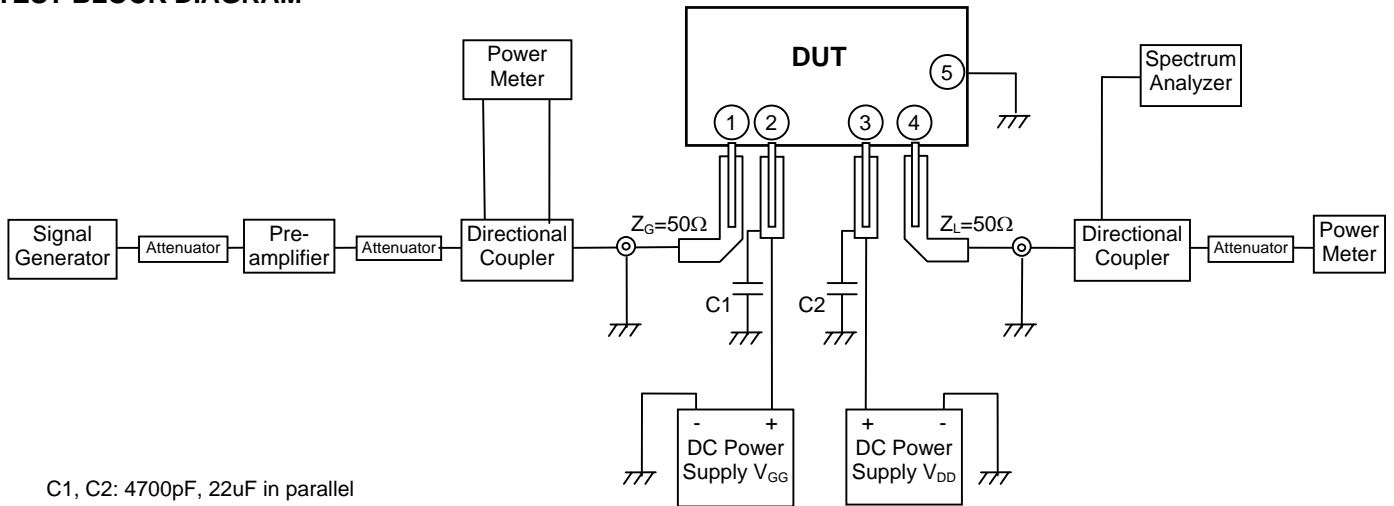 TEST BLOCK DIAGRAM
Power
Meter
DUT
5
Spectrum
Analyzer
1
2
3
4
Signal
Generator
Attenuator
Pre-
amplifier
Attenuator
Directional
Coupler
ZG=50Ω
ZL=50Ω
Directional
Coupler
Attenuator
Power
Meter
C1
C2
- +
DC Power
Supply VGG
+ -
DC Power
Supply VDD
C1, C2: 4700pF, 22uF in parallel